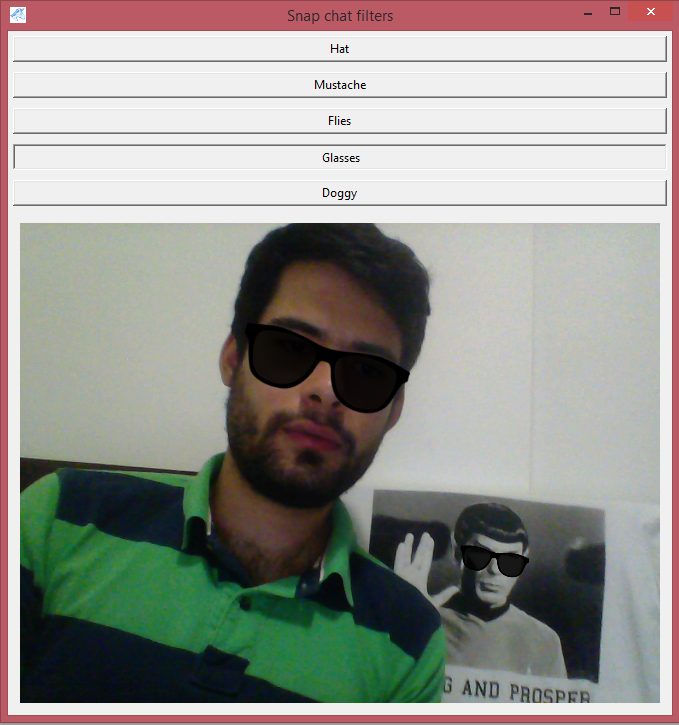 Snap chat filters
Hat
Mustache
Flies
Glasses
Doggy
G AND PROSPER